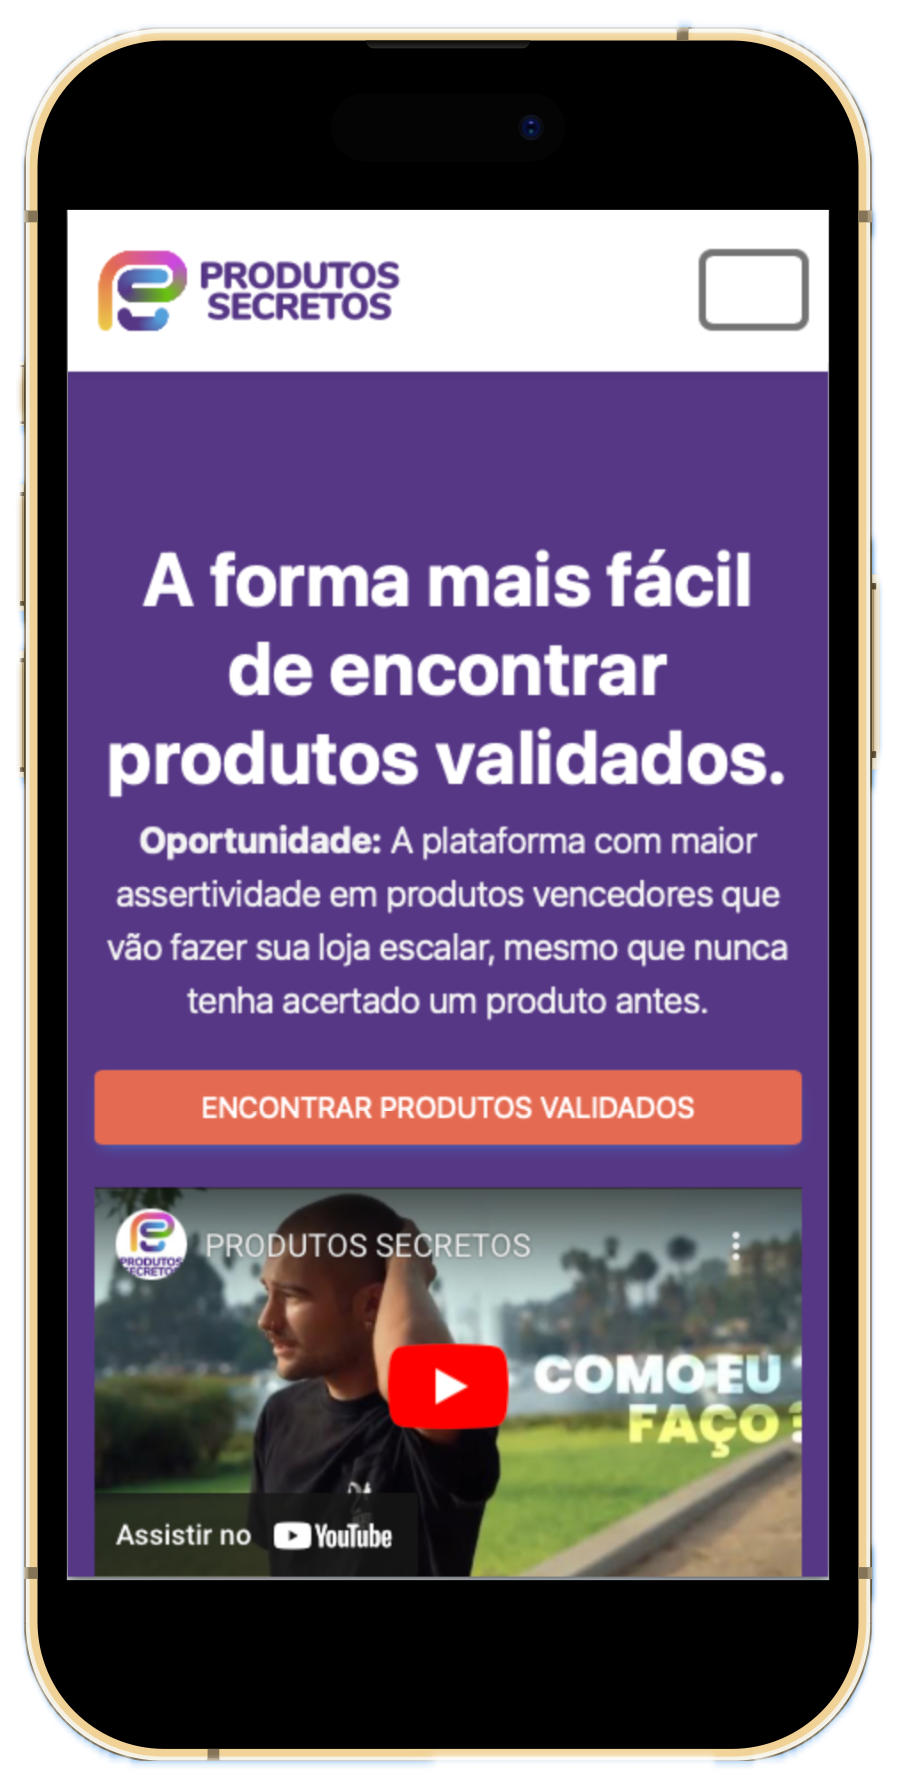 PRODUTOS
SECRETOS
A forma mais fácil
de encontrar
produtos validados.
Oportunidade: A plataforma com maior
assertividade em produtos vencedores que
vão fazer sua loja escalar, mesmo que nunca
tenha acertado um produto antes.
ENCONTRAR PRODUTOS VALIDADOS
PRODUTOS
SECRETOS
PRODUTOS SECRETOS
COMO EU
FAÇO
Assistir no YouTube